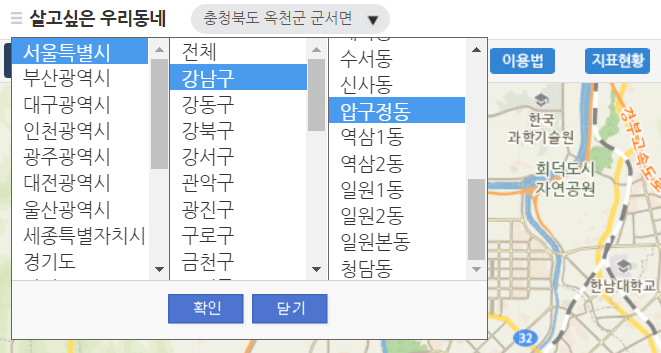 살고싶은 우리동네
충청북도 옥천군 군서면
이용법
지표현황
서울특별시
부산광역시
대구광역시
인천광역시
광주광역시
대전광역시
울산광역시
세종특별자치시
경기도
전체
강남구
강동구
강북구
강서구
관악구
광진구
구로구
금천구
수서동
신사동
압구정동
역삼1동
역삼2동
일원1동
일원2동
일원본동
청담동
확인
닫기
한국
과학기술원
경부고속도로
회덕도시
자연공원
한남대학교
32